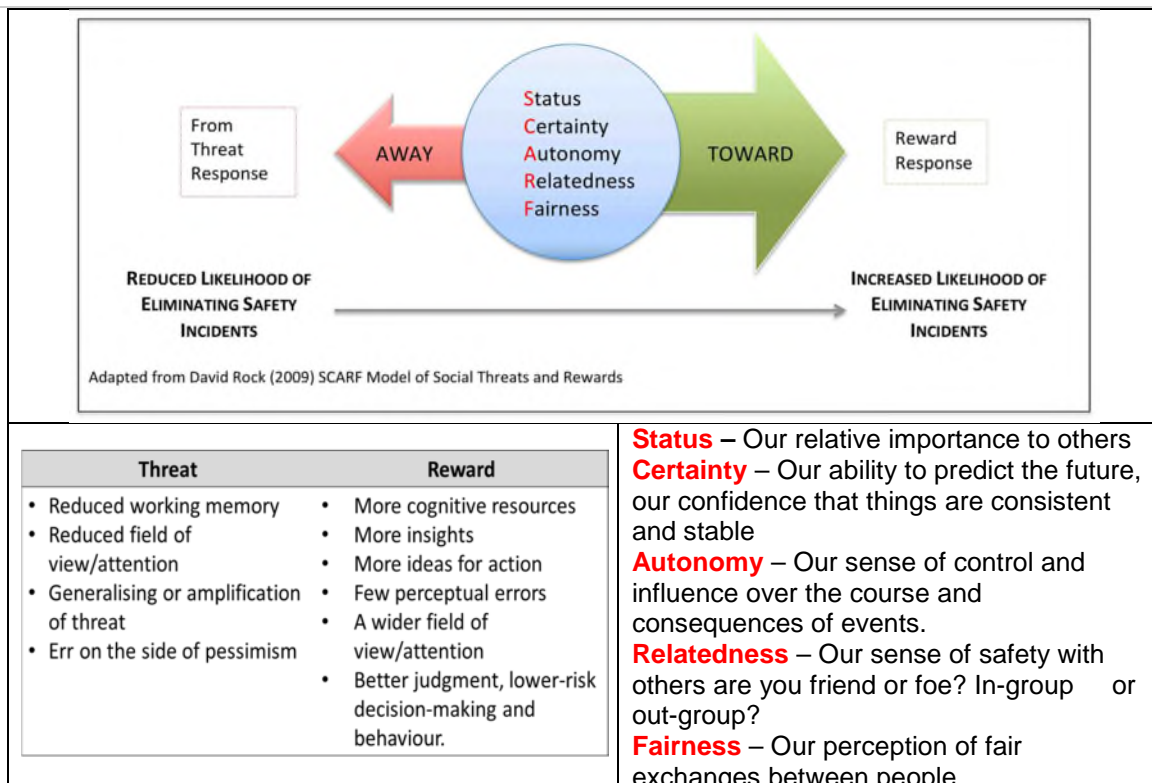 From
Threat
Response
AWAY
Status
Certainty
Autonomy
Relatedness
Fairness
TOWARD
Reward
Response
REDUCED LIKELIHOOD OF
ELIMINATING SAFETY
INCIDENTS
INCREASED LIKELIHOOD OF
ELIMINATING SAFETY
INCIDENTS
Adapted from David Rock (2009) SCARF Model of Social Threats and Rewards
Threat
• Reduced working memory
• Reduced field of
view/attention
• Generalising or amplification
of threat
• Err on the side of pessimism
Reward
• More cognitive resources
• More insights
• More ideas for action
• Few perceptual errors
• A wider field of
view/attention
• Better judgment, lower-risk
decision-making and
behaviour.
Status – Our relative importance to others
Certainty – Our ability to predict the future,
our confidence that things are consistent
and stable
Autonomy – Our sense of control and
influence over the course and
consequences of events.
Relatedness – Our sense of safety with
others are you friend or foe? In-group or
out-group?
Fairness – Our perception of fair
exchanges between people